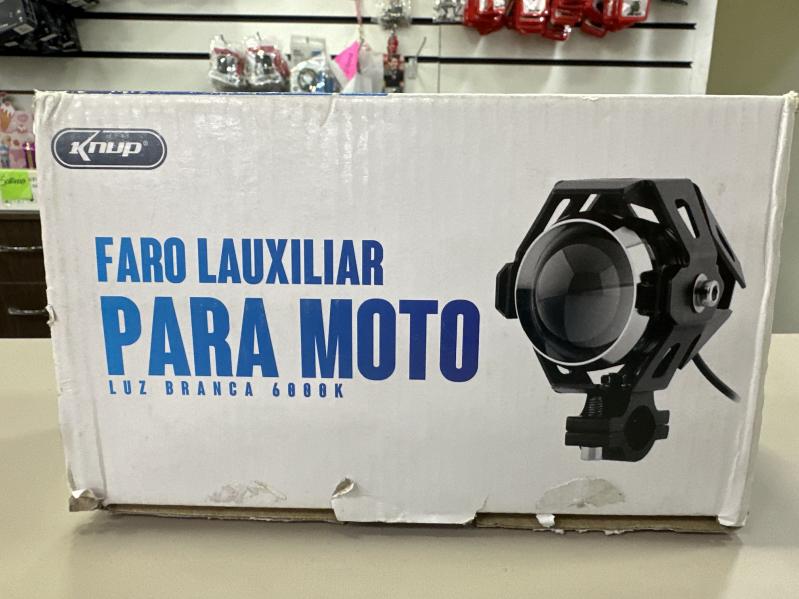 Knup®
FARO LAUXILIAR
PARA MOTO
LUZ BRANCA 6000K